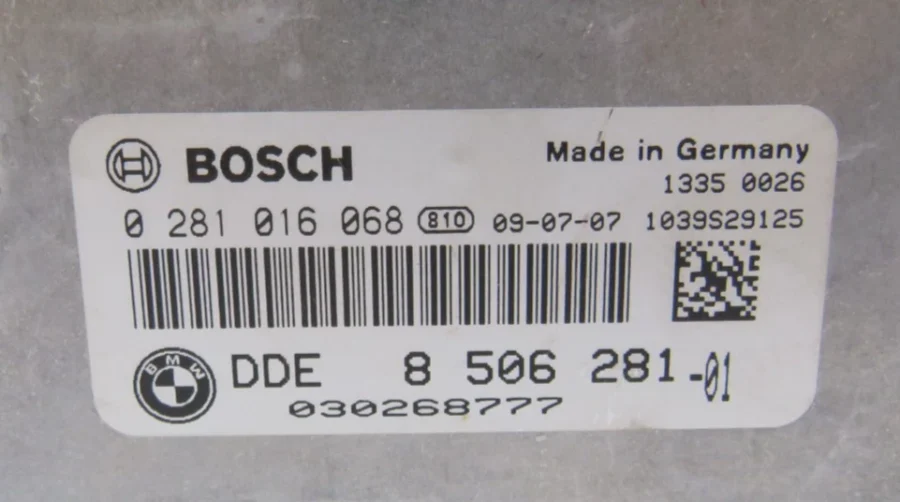 BOSCH
Made in Germany
1335 0026
0 281 016 068 810 09-07-07 1039S29125
BMW DDE 8 506 281-01
030268777